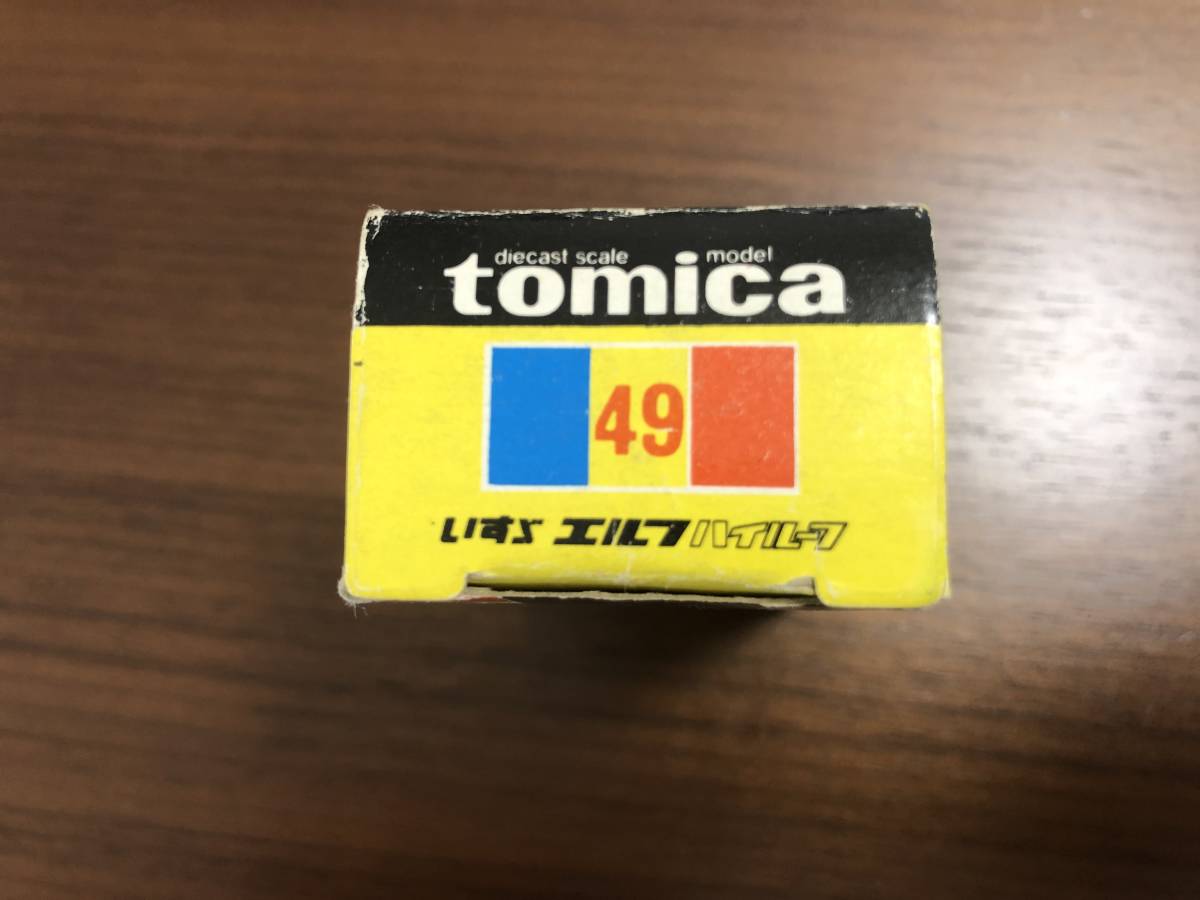 diecast scale model
tomica
49
いすゞ エルフ ハイルーフ